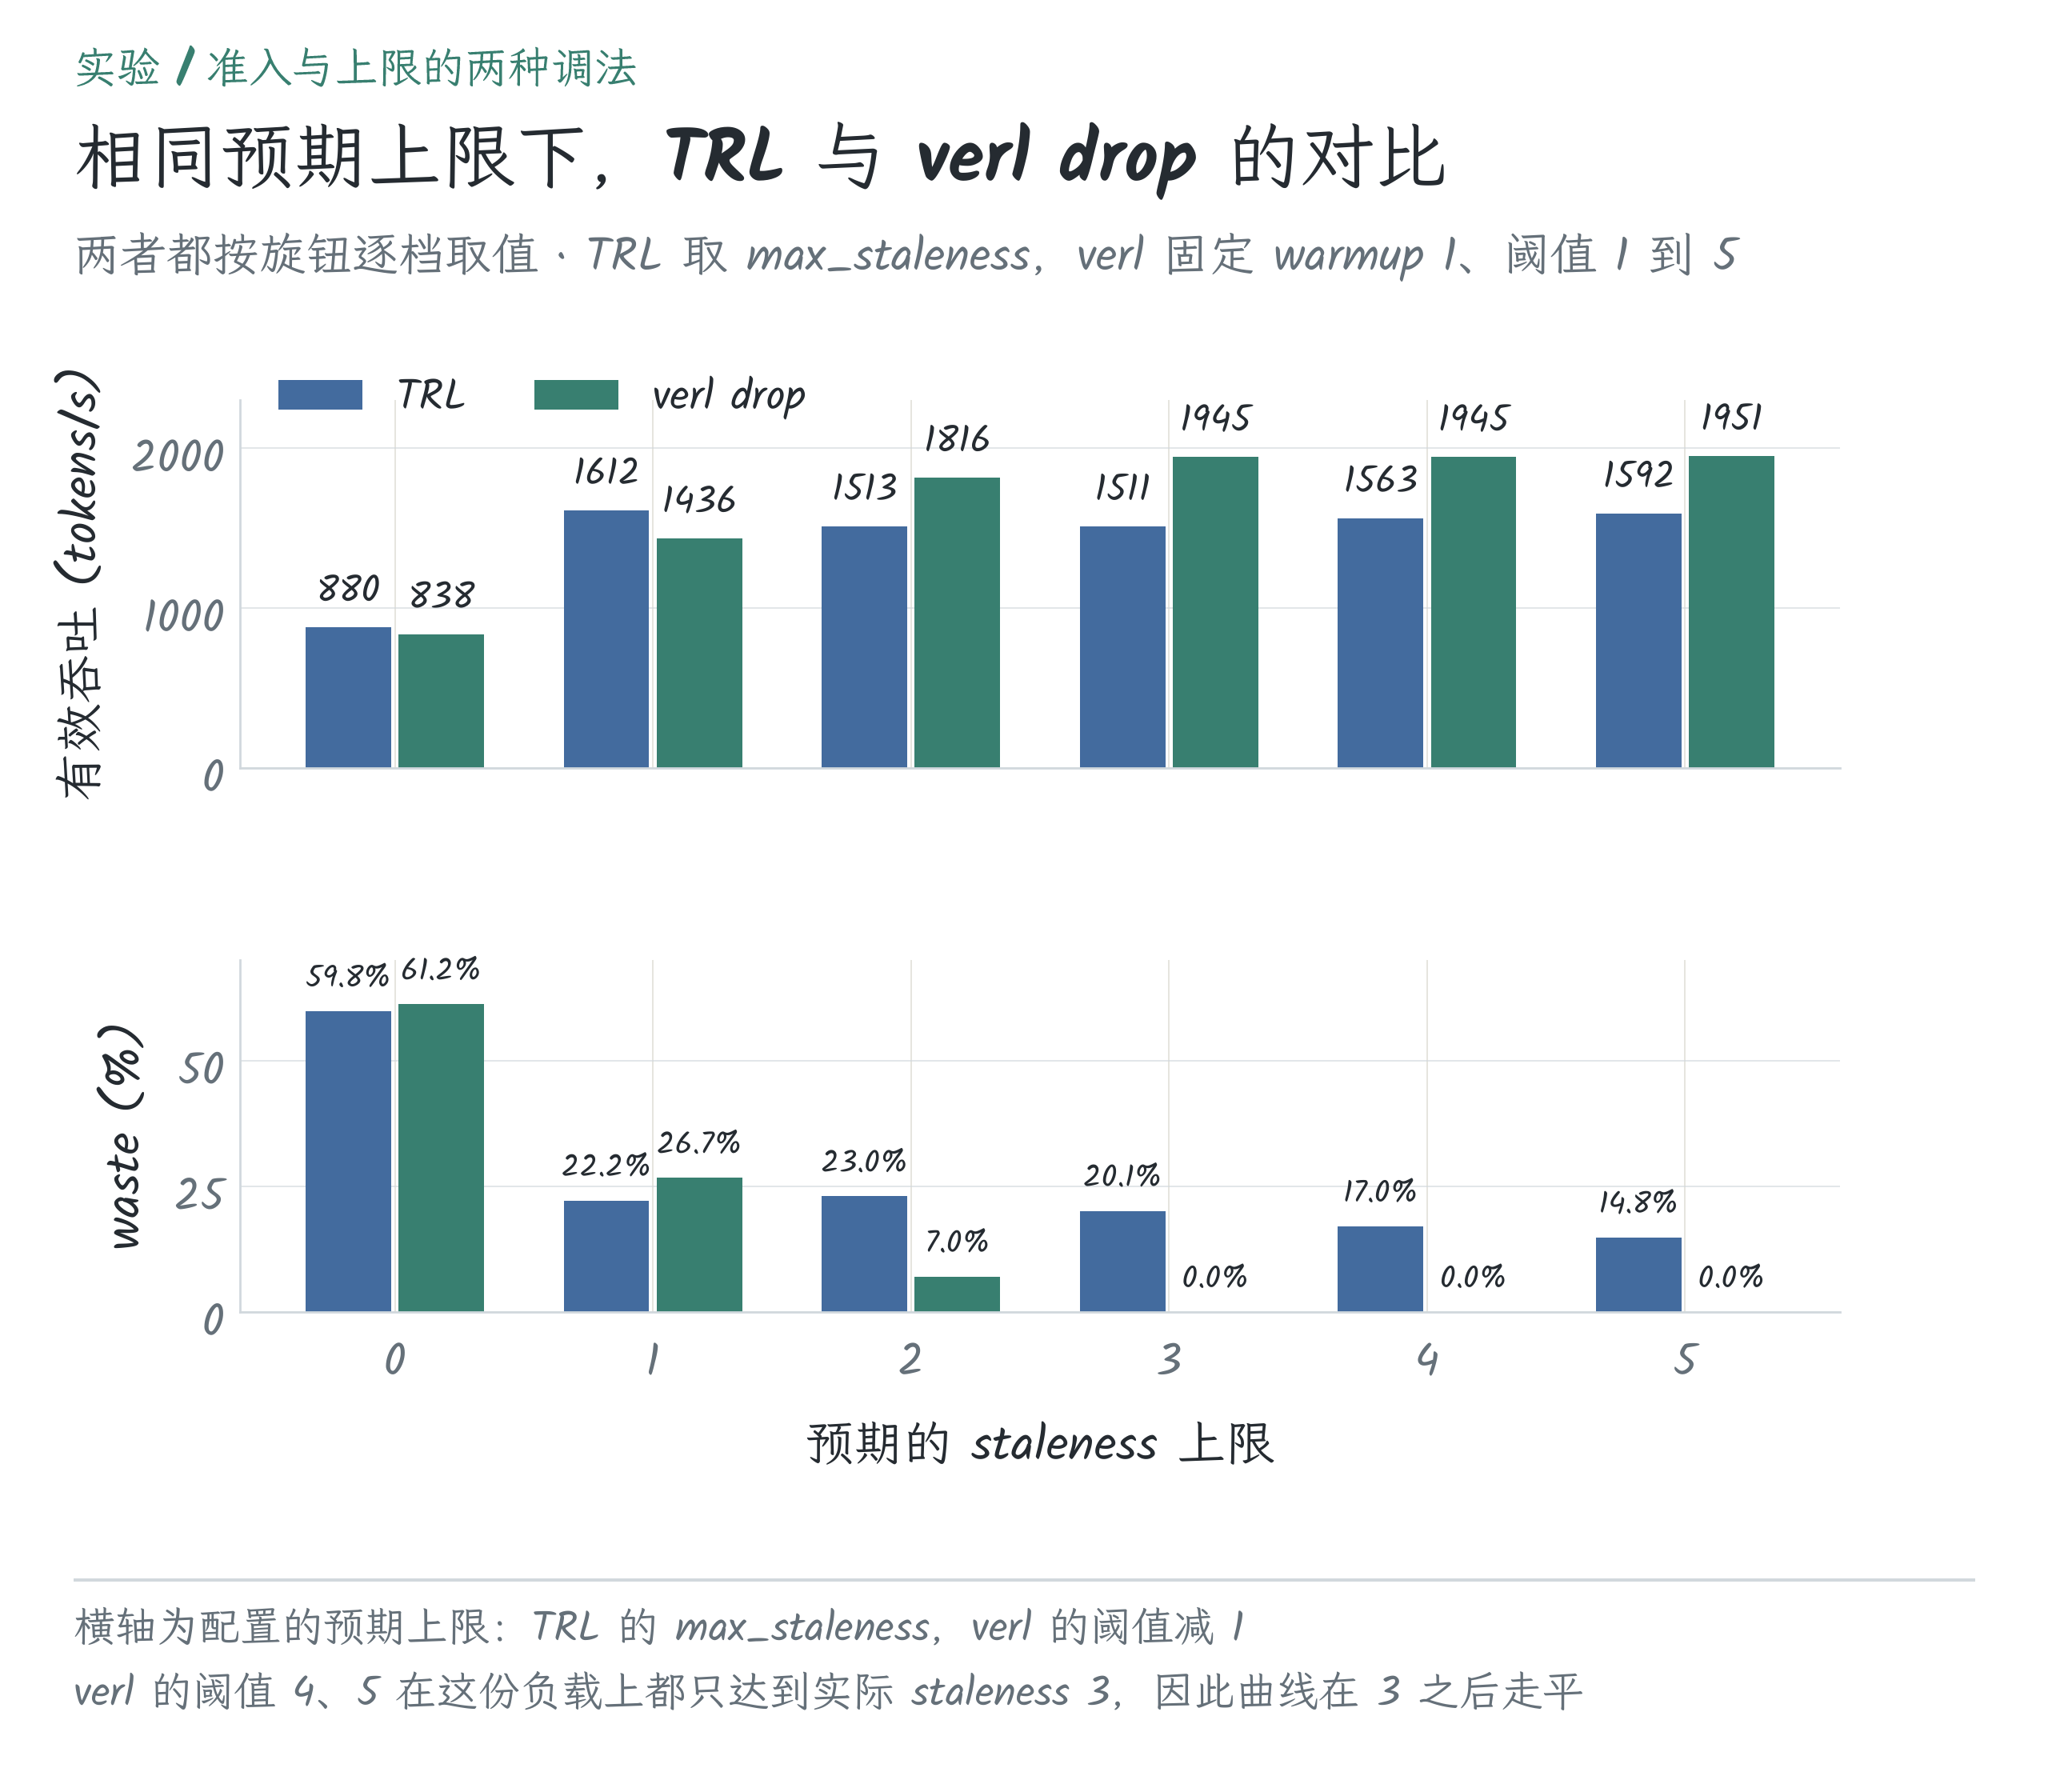 实验 / 准入与上限的两种调法
相同预期上限下，TRL 与 verl drop 的对比
两者都按旋钮逐档取值 · TRL 取 max_staleness，verl 固定 warmup 1、阈值 1 到 5
有效吞吐 (tokens/s)
TRL verl drop
2000
1000
0
880 838 1612 1436 1513 1816 1511 1945 1563 1945 1592 1951
waste (%)
50
25
0
59.8% 61.2% 22.2% 26.7% 23.0% 7.0% 20.1% 0.0% 17.0% 0.0% 14.8% 0.0%
0 1 2 3 4 5
预期的 staleness 上限
横轴为配置的预期上限：TRL 的 max_staleness，verl 的阈值减 1
verl 的阈值 4、5 在这份负载上都只达到实际 staleness 3，因此曲线在 3 之后走平